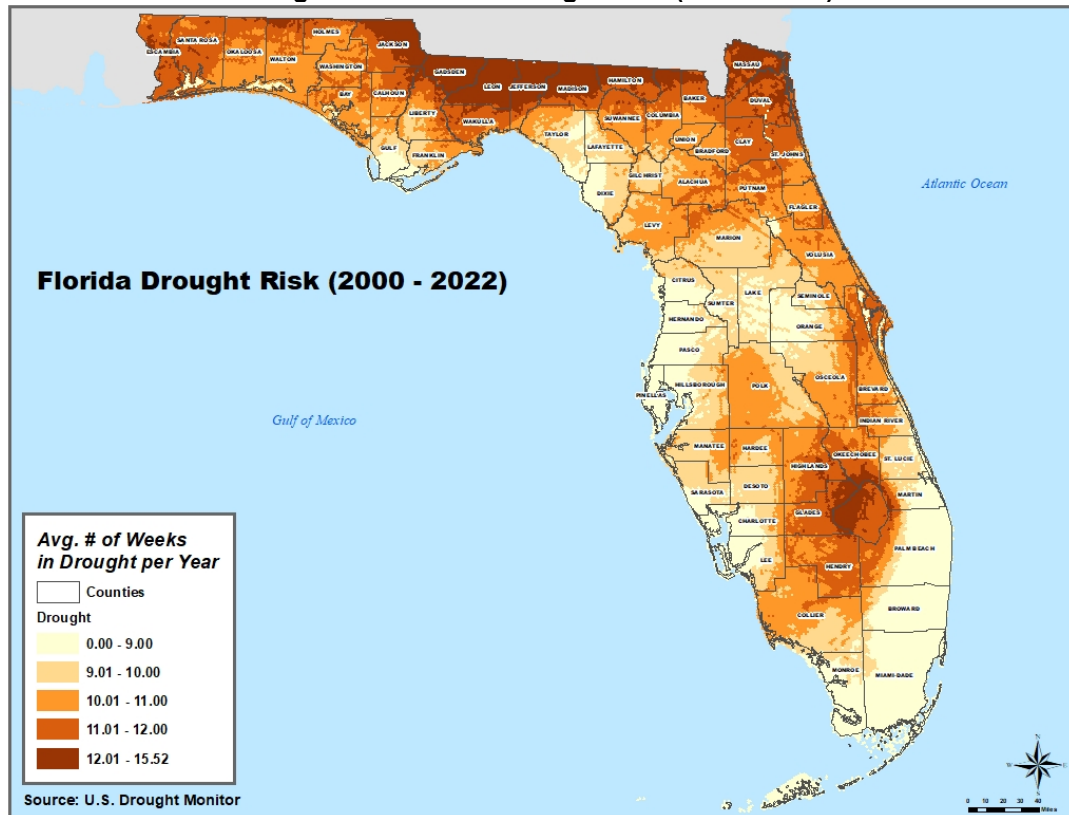 HOLMES
JACKSON
ESCAMBIA
SANTA ROSA
OKALOOSA
WALTON
WASHINGTON
GADSDEN
NASSAU
HAMILTON
LEON
JEFFERSON
MADISON
BAY
CALHOUN
BAKER
DUVAL
LIBERTY
WAKULLA
SUWANNEE
COLUMBIA
TAYLOR
UNION
CLAY
GULF
FRANKLIN
LAFAYETTE
BRADFORD
ST. JOHNS
GILCHRIST
ALACHUA
PUTNAM
DIXIE
Atlantic Ocean
FLAGLER
LEVY
MARION
VOLUSIA
Florida Drought Risk (2000 - 2022)
CITRUS
LAKE
SEMINOLE
SUMTER
HERNANDO
ORANGE
PASCO
OSCEOLA
HILLSBOROUGH
POLK
BREVARD
PINELLAS
Gulf of Mexico
INDIAN RIVER
MANATEE
HARDEE
OKEECHOBEE
ST. LUCIE
HIGHLANDS
SARASOTA
DESOTO
MARTIN
GLADES
CHARLOTTE
PALM BEACH
LEE
HENDRY
BROWARD
COLLIER
MONROE
MIAMI-DADE
Avg. # of Weeks
in Drought per Year
Counties
Drought
0.00 - 9.00
9.01 - 10.00
10.01 - 11.00
11.01 - 12.00
12.01 - 15.52
Source: U.S. Drought Monitor
N
W
E
S
0 10 20 30 40
Miles